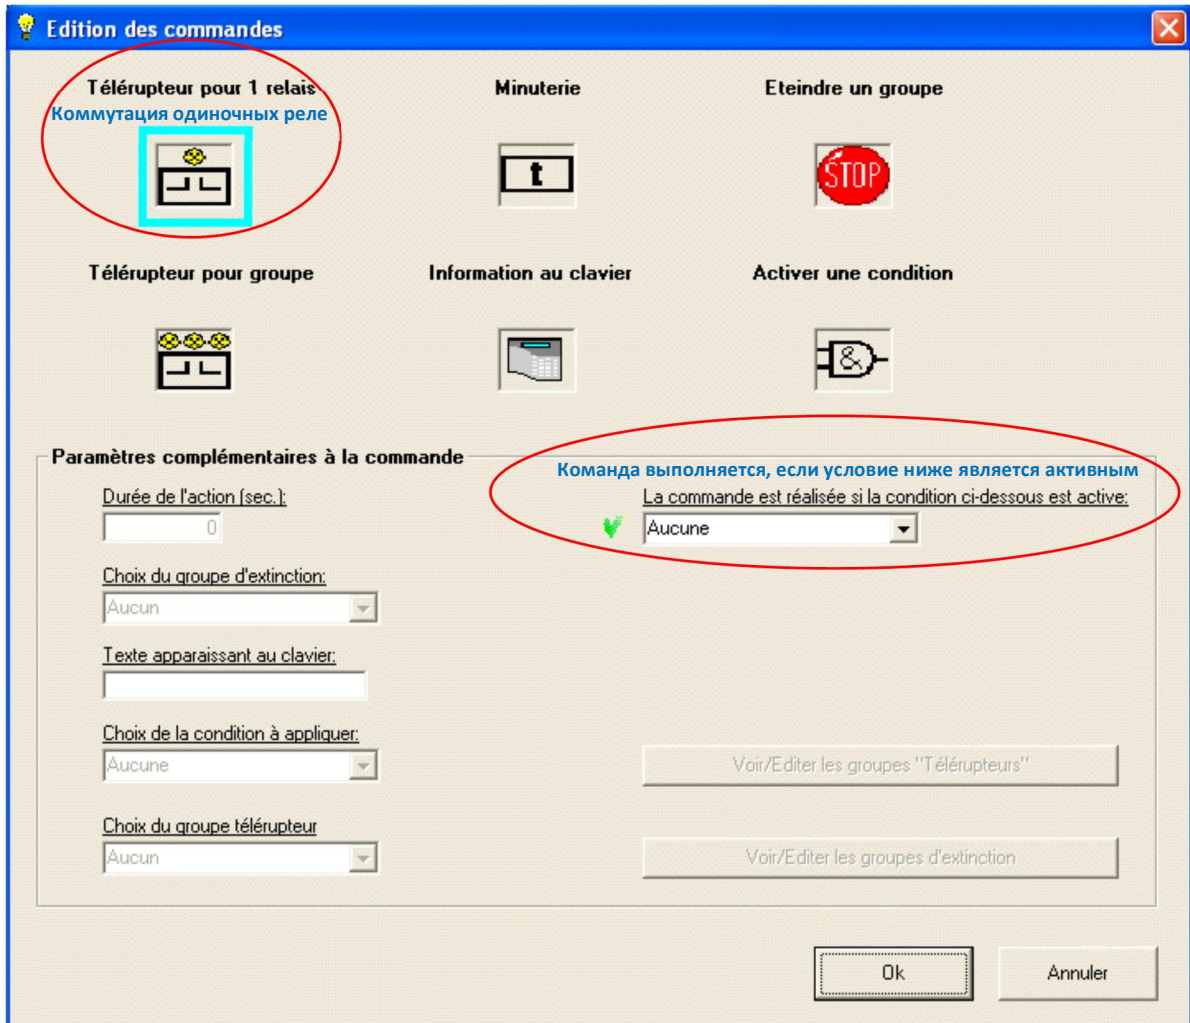 Edition des commandes
Télérupteur pour 1 relais
Коммутация одиночных реле
Minuterie
Eteindre un groupe
t
STOP
Télérupteur pour groupe
Information au clavier
Activer une condition
&
Paramètres complémentaires à la commande
Команда выполняется, если условие ниже является активным
Durée de l'action (sec.):
La commande est réalisée si la condition ci-dessous est active:
0
Aucune
Choix du groupe d'extinction:
Aucun
Texte apparaissant au clavier:
Choix de la condition à appliquer:
Aucune
Voir/Editer les groupes "Télérupteurs"
Choix du groupe télérupteur
Aucun
Voir/Editer les groupes d'extinction
Ok
Annuler